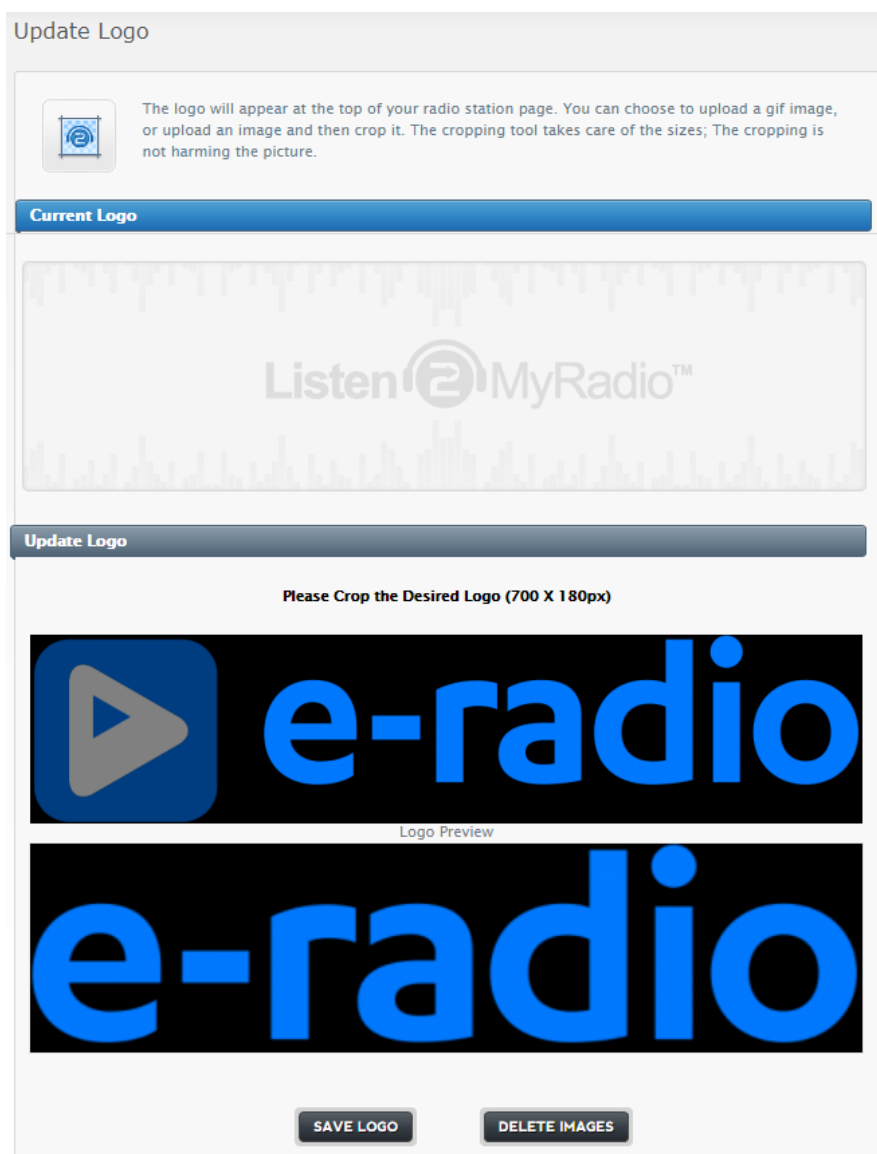 Update Logo
The logo will appear at the top of your radio station page. You can choose to upload a gif image,
or upload an image and then crop it. The cropping tool takes care of the sizes; The cropping is
not harming the picture.
Current Logo
Listen2MyRadio™
Update Logo
Please Crop the Desired Logo (700 X 180px)
e-radio
Logo Preview
e-radio
SAVE LOGO DELETE IMAGES